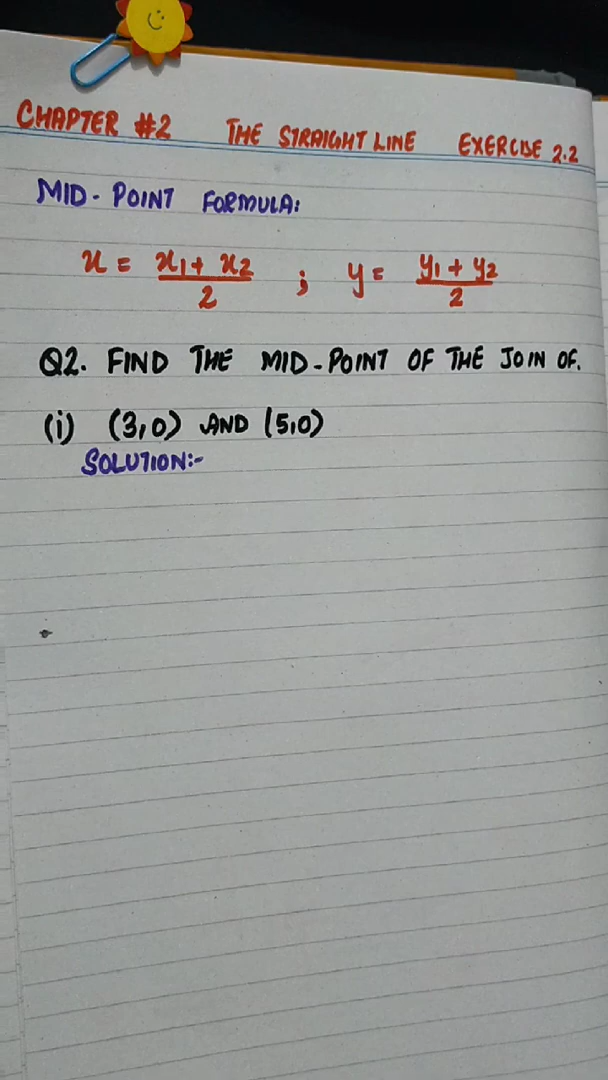 CHAPTER #2 THE STRAIGHT LINE EXERCISE 2.2
MID-POINT FORMULA:
x = x₁ + x₂ / 2 ; y = y₁ + y₂ / 2
Q2. FIND THE MID-POINT OF THE JOIN OF.
(i) (3,0) AND (5,0)
SOLUTION:-